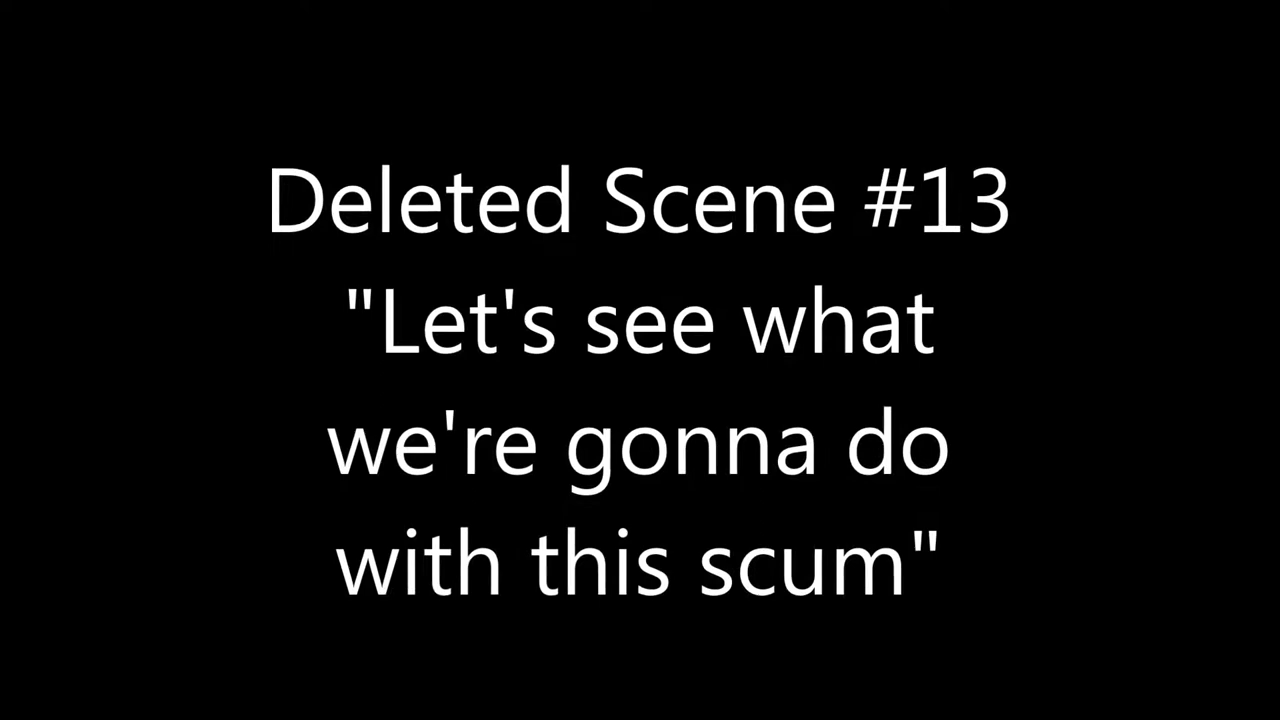 Deleted Scene #13
"Let's see what
we're gonna do
with this scum"